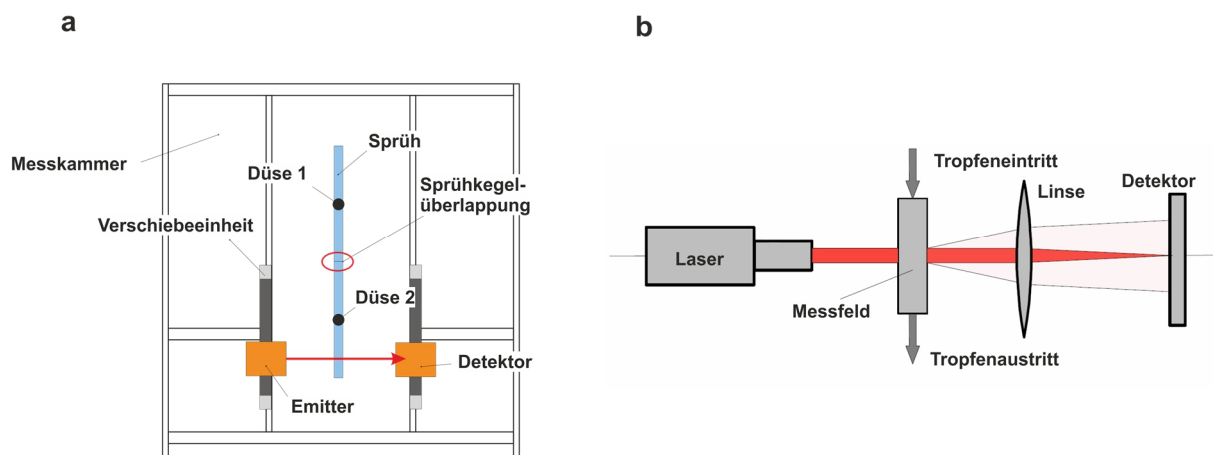 a
b
Messkammer
Düse 1
Sprüh
Sprühkegel-
überlappung
Verschiebeeinheit
Düse 2
Detektor
Emitter
Tropfeneintritt
Linse
Detektor
Laser
Messfeld
Tropfenaustritt